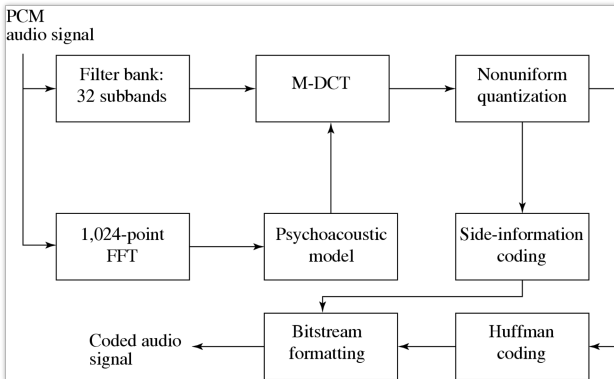 PCM
audio signal
Filter bank:
32 subbands
M-DCT
Nonuniform
quantization
1,024-point
FFT
Psychoacoustic
model
Side-information
coding
Coded audio
signal
Bitstream
formatting
Huffman
coding